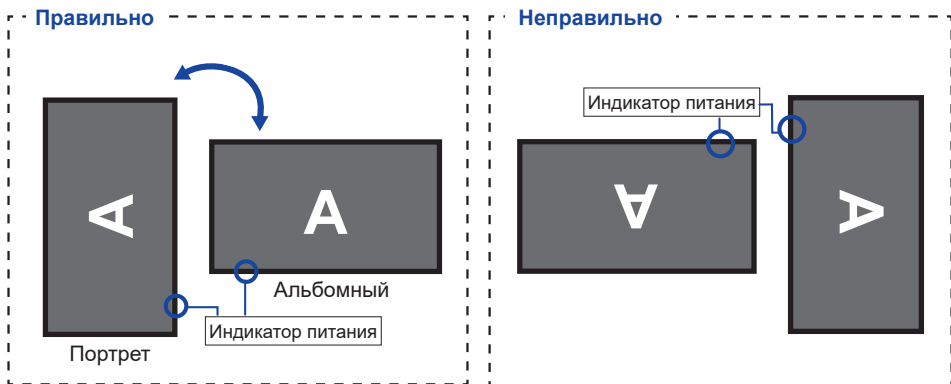 Правильно
A
A
Альбомный
Индикатор питания
Портрет
Неправильно
Индикатор питания
A
A